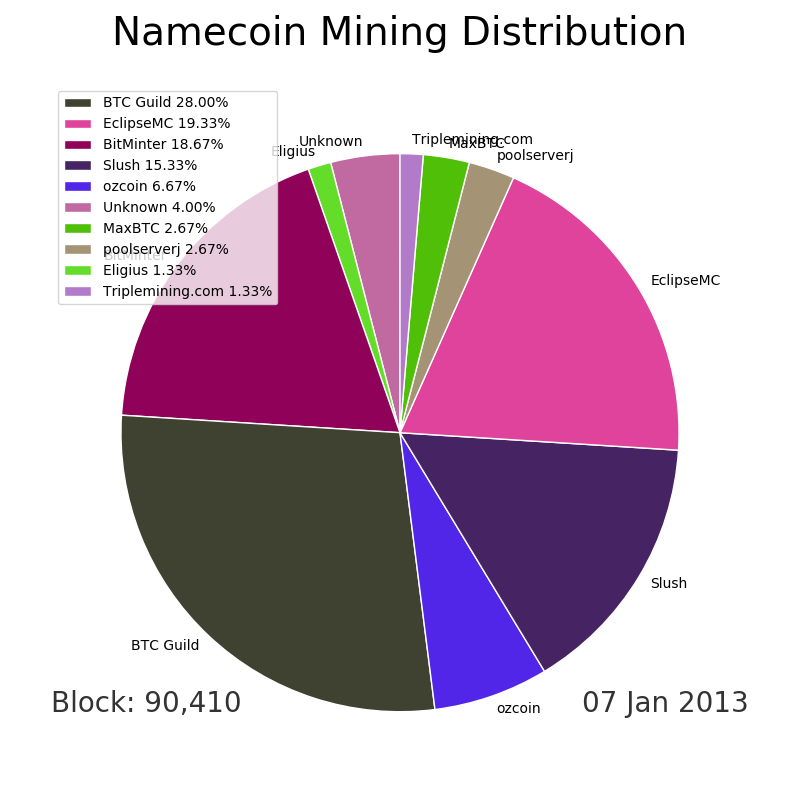 Namecoin Mining Distribution
BTC Guild 28.00%
EclipseMC 19.33%
BitMinter 18.67%
Slush 15.33%
ozcoin 6.67%
Unknown 4.00%
MaxBTC 2.67%
poolserverj 2.67%
Eligius 1.33%
Triplemining.com 1.33%
Unknown
Eligius
Triplemining.com
MaxBTC
poolserverj
BitMinter
EclipseMC
Slush
BTC Guild
ozcoin
Block: 90,410
07 Jan 2013